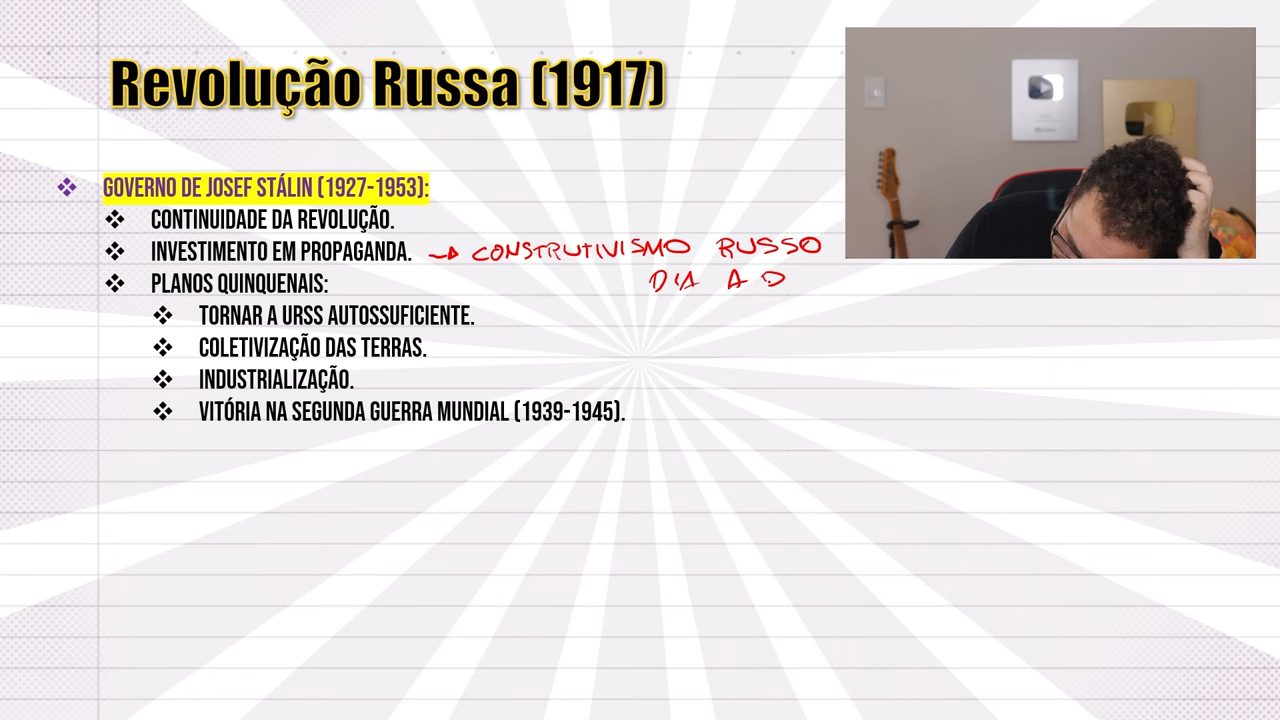 Revolução Russa (1917)
GOVERNO DE JOSEF STÁLIN (1927-1953):
CONTINUIDADE DA REVOLUÇÃO.
INVESTIMENTO EM PROPAGANDA. → CONSTRUTIVISMO RUSSO
PLANOS QUINQUENAIS: DIA A D
TORNAR A URSS AUTOSSUFICIENTE.
COLETIVIZAÇÃO DAS TERRAS.
INDUSTRIALIZAÇÃO.
VITÓRIA NA SEGUNDA GUERRA MUNDIAL (1939-1945).